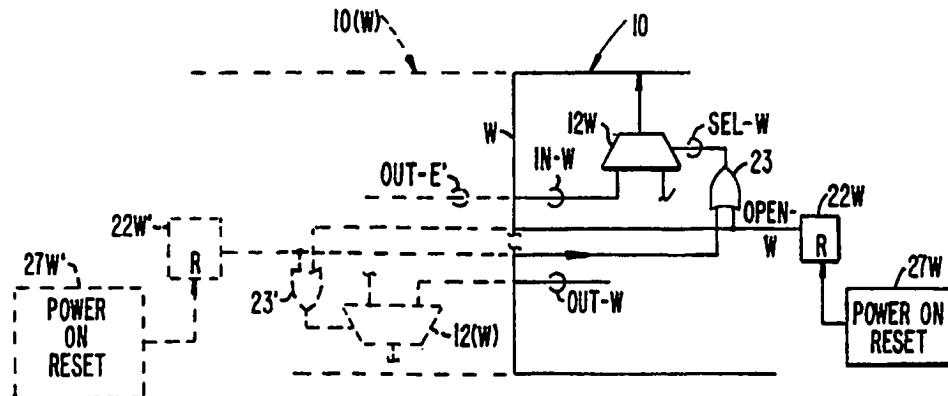 10(W)
10
W
12W
SEL-W
23
IN-W
OUT-E'
OPEN-
W
22W
R
27W
POWER ON
RESET
22W'
R
27W'
POWER
ON
RESET
23'
12(W)
OUT-W